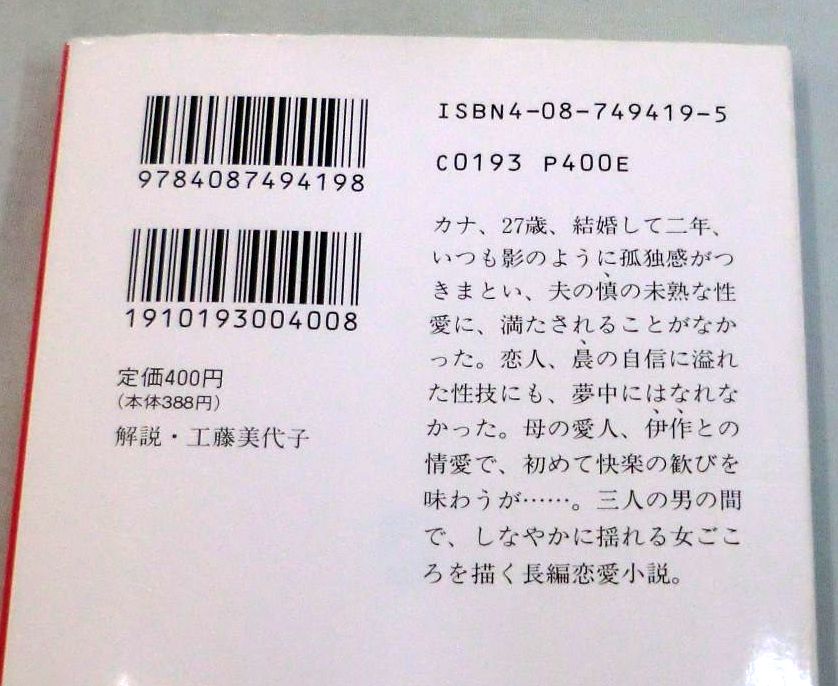 9784087494198
1910193004008
定価400円
(本体388円)
解説・工藤美代子
ISBN4-08-749419-5
C0193 P400E
カナ、27歳、結婚して二年、
いつも影のように孤独感がつ
きまとい、夫の慎の未熟な性
愛に、満たされることがなか
った。恋人、晨の自信に溢れ
た性技にも、夢中にはなれな
かった。母の愛人、伊作との
情愛で、初めて快楽の歓びを
味わうが……。三人の男の間
で、しなやかに揺れる女ごこ
ろを描く長編恋愛小説。